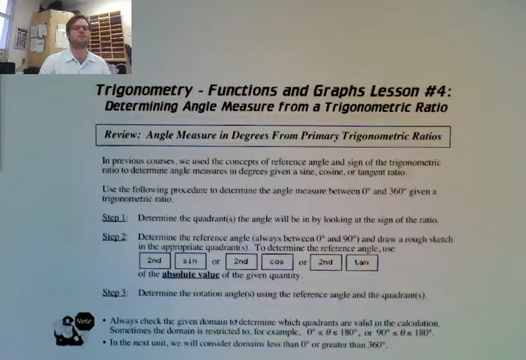 Trigonometry - Functions and Graphs Lesson #4:
Determining Angle Measure from a Trigonometric Ratio
Review: Angle Measure in Degrees From Primary Trigonometric Ratios
In previous courses, we used the concepts of reference angle and sign of the trigonometric
ratio to determine angle measures in degrees given a sine, cosine, or tangent ratio.
Use the following procedure to determine the angle measure between 0° and 360° given a
trigonometric ratio.
Step 1: Determine the quadrant(s) the angle will be in by looking at the sign of the ratio.
Step 2: Determine the reference angle (always between 0° and 90°) and draw a rough sketch
in the appropriate quadrant(s). To determine the reference angle, use
2nd sin or 2nd cos or 2nd tan
of the absolute value of the given quantity.
Step 3: Determine the rotation angle(s) using the reference angle and the quadrant(s).
Note
• Always check the given domain to determine which quadrants are valid in the calculation.
Sometimes the domain is restricted to, for example, 0° ≤ θ ≤ 180°, or 90° ≤ θ ≤ 180°.
• In the next unit, we will consider domains less than 0° or greater than 360°.